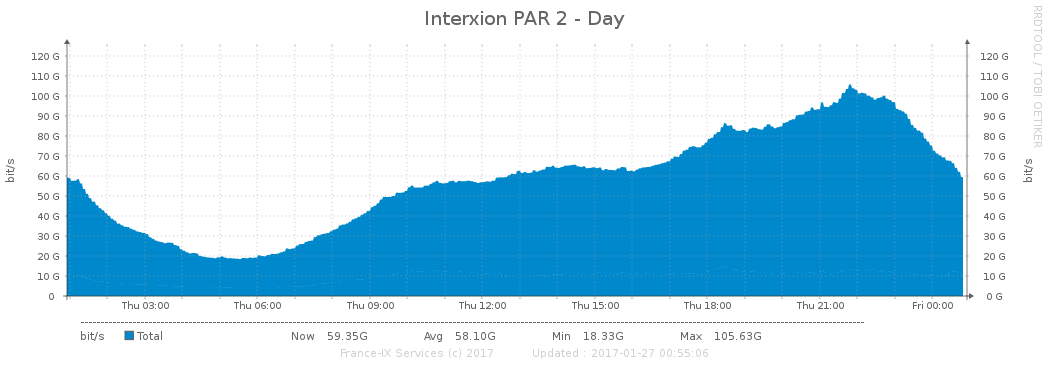 Interxion PAR 2 - Day
RRDTOOL / TOBI OETIKER
120 G 120 G
110 G 110 G
100 G 100 G
90 G 90 G
80 G 80 G
70 G 70 G
60 G 60 G
50 G 50 G
40 G 40 G
30 G 30 G
20 G 20 G
10 G 10 G
0 0 G
bit/s bit/s
Thu 03:00 Thu 06:00 Thu 09:00 Thu 12:00 Thu 15:00 Thu 18:00 Thu 21:00 Fri 00:00
bit/s Total Now 59.35G Avg 58.10G Min 18.33G Max 105.63G
France-IX Services (c) 2017 Updated : 2017-01-27 00:55:06